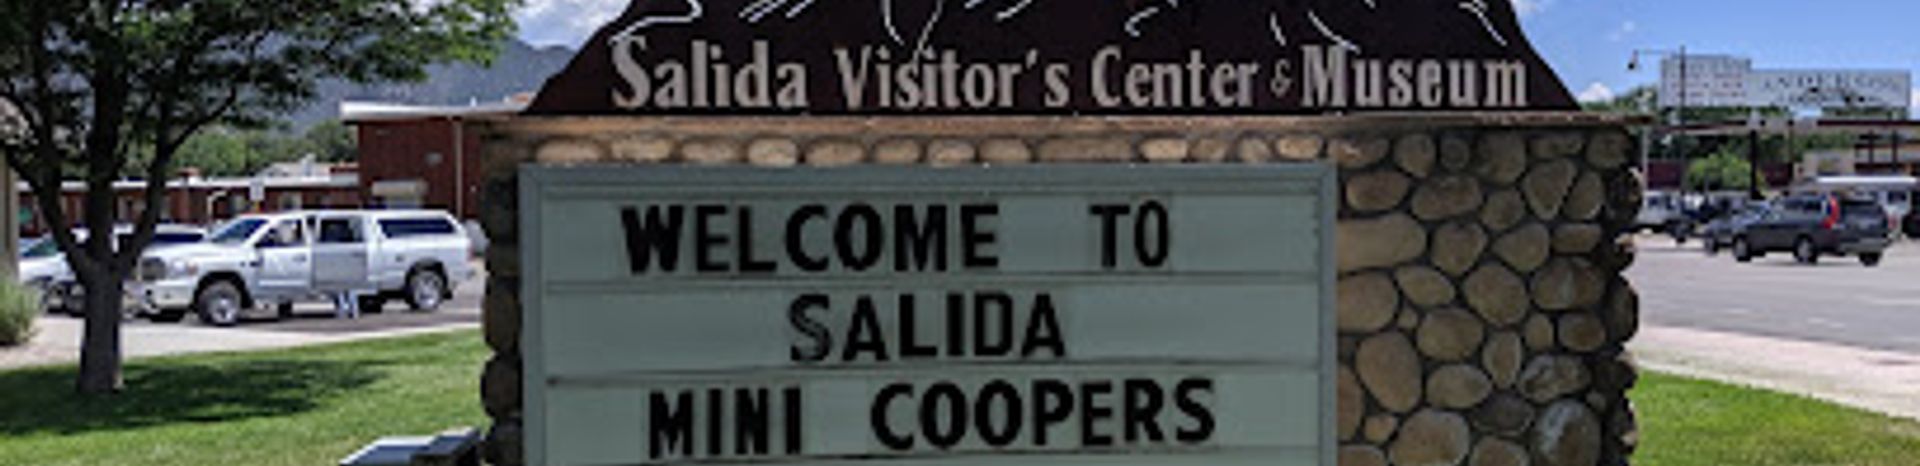 Salida Visitor's Center & Museum
WELCOME TO
SALIDA
MINI COOPERS